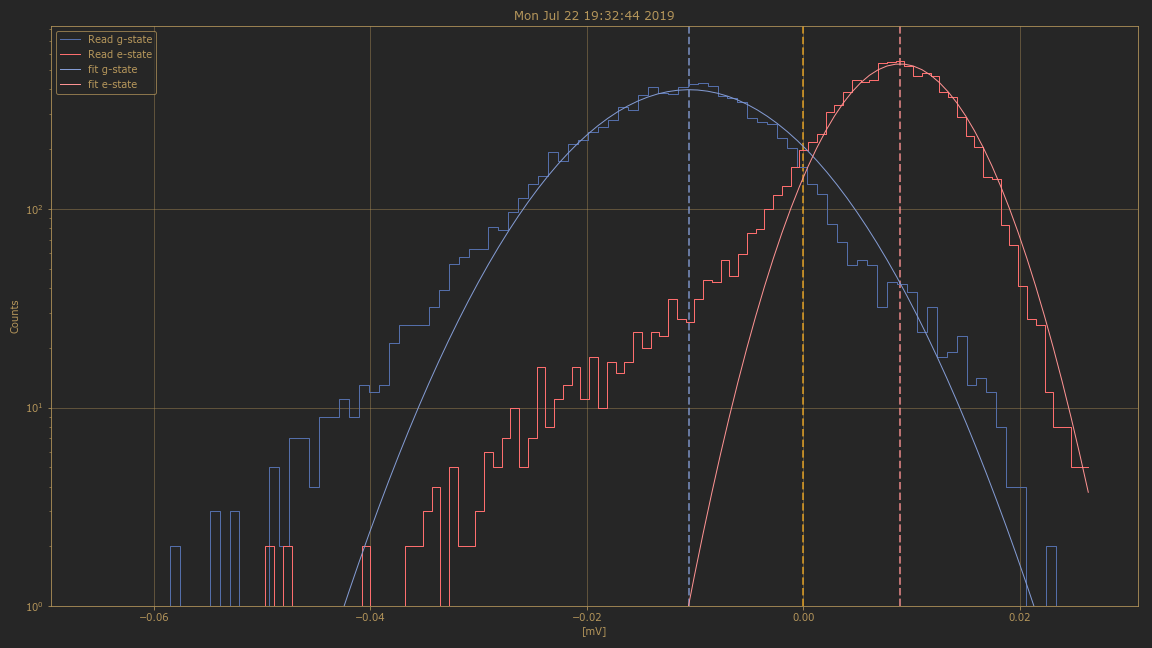 Mon Jul 22 19:32:44 2019
Read g-state
Read e-state
fit g-state
fit e-state
Counts
10²
10¹
10⁰
−0.06
−0.04
−0.02
0.00
0.02
[mV]